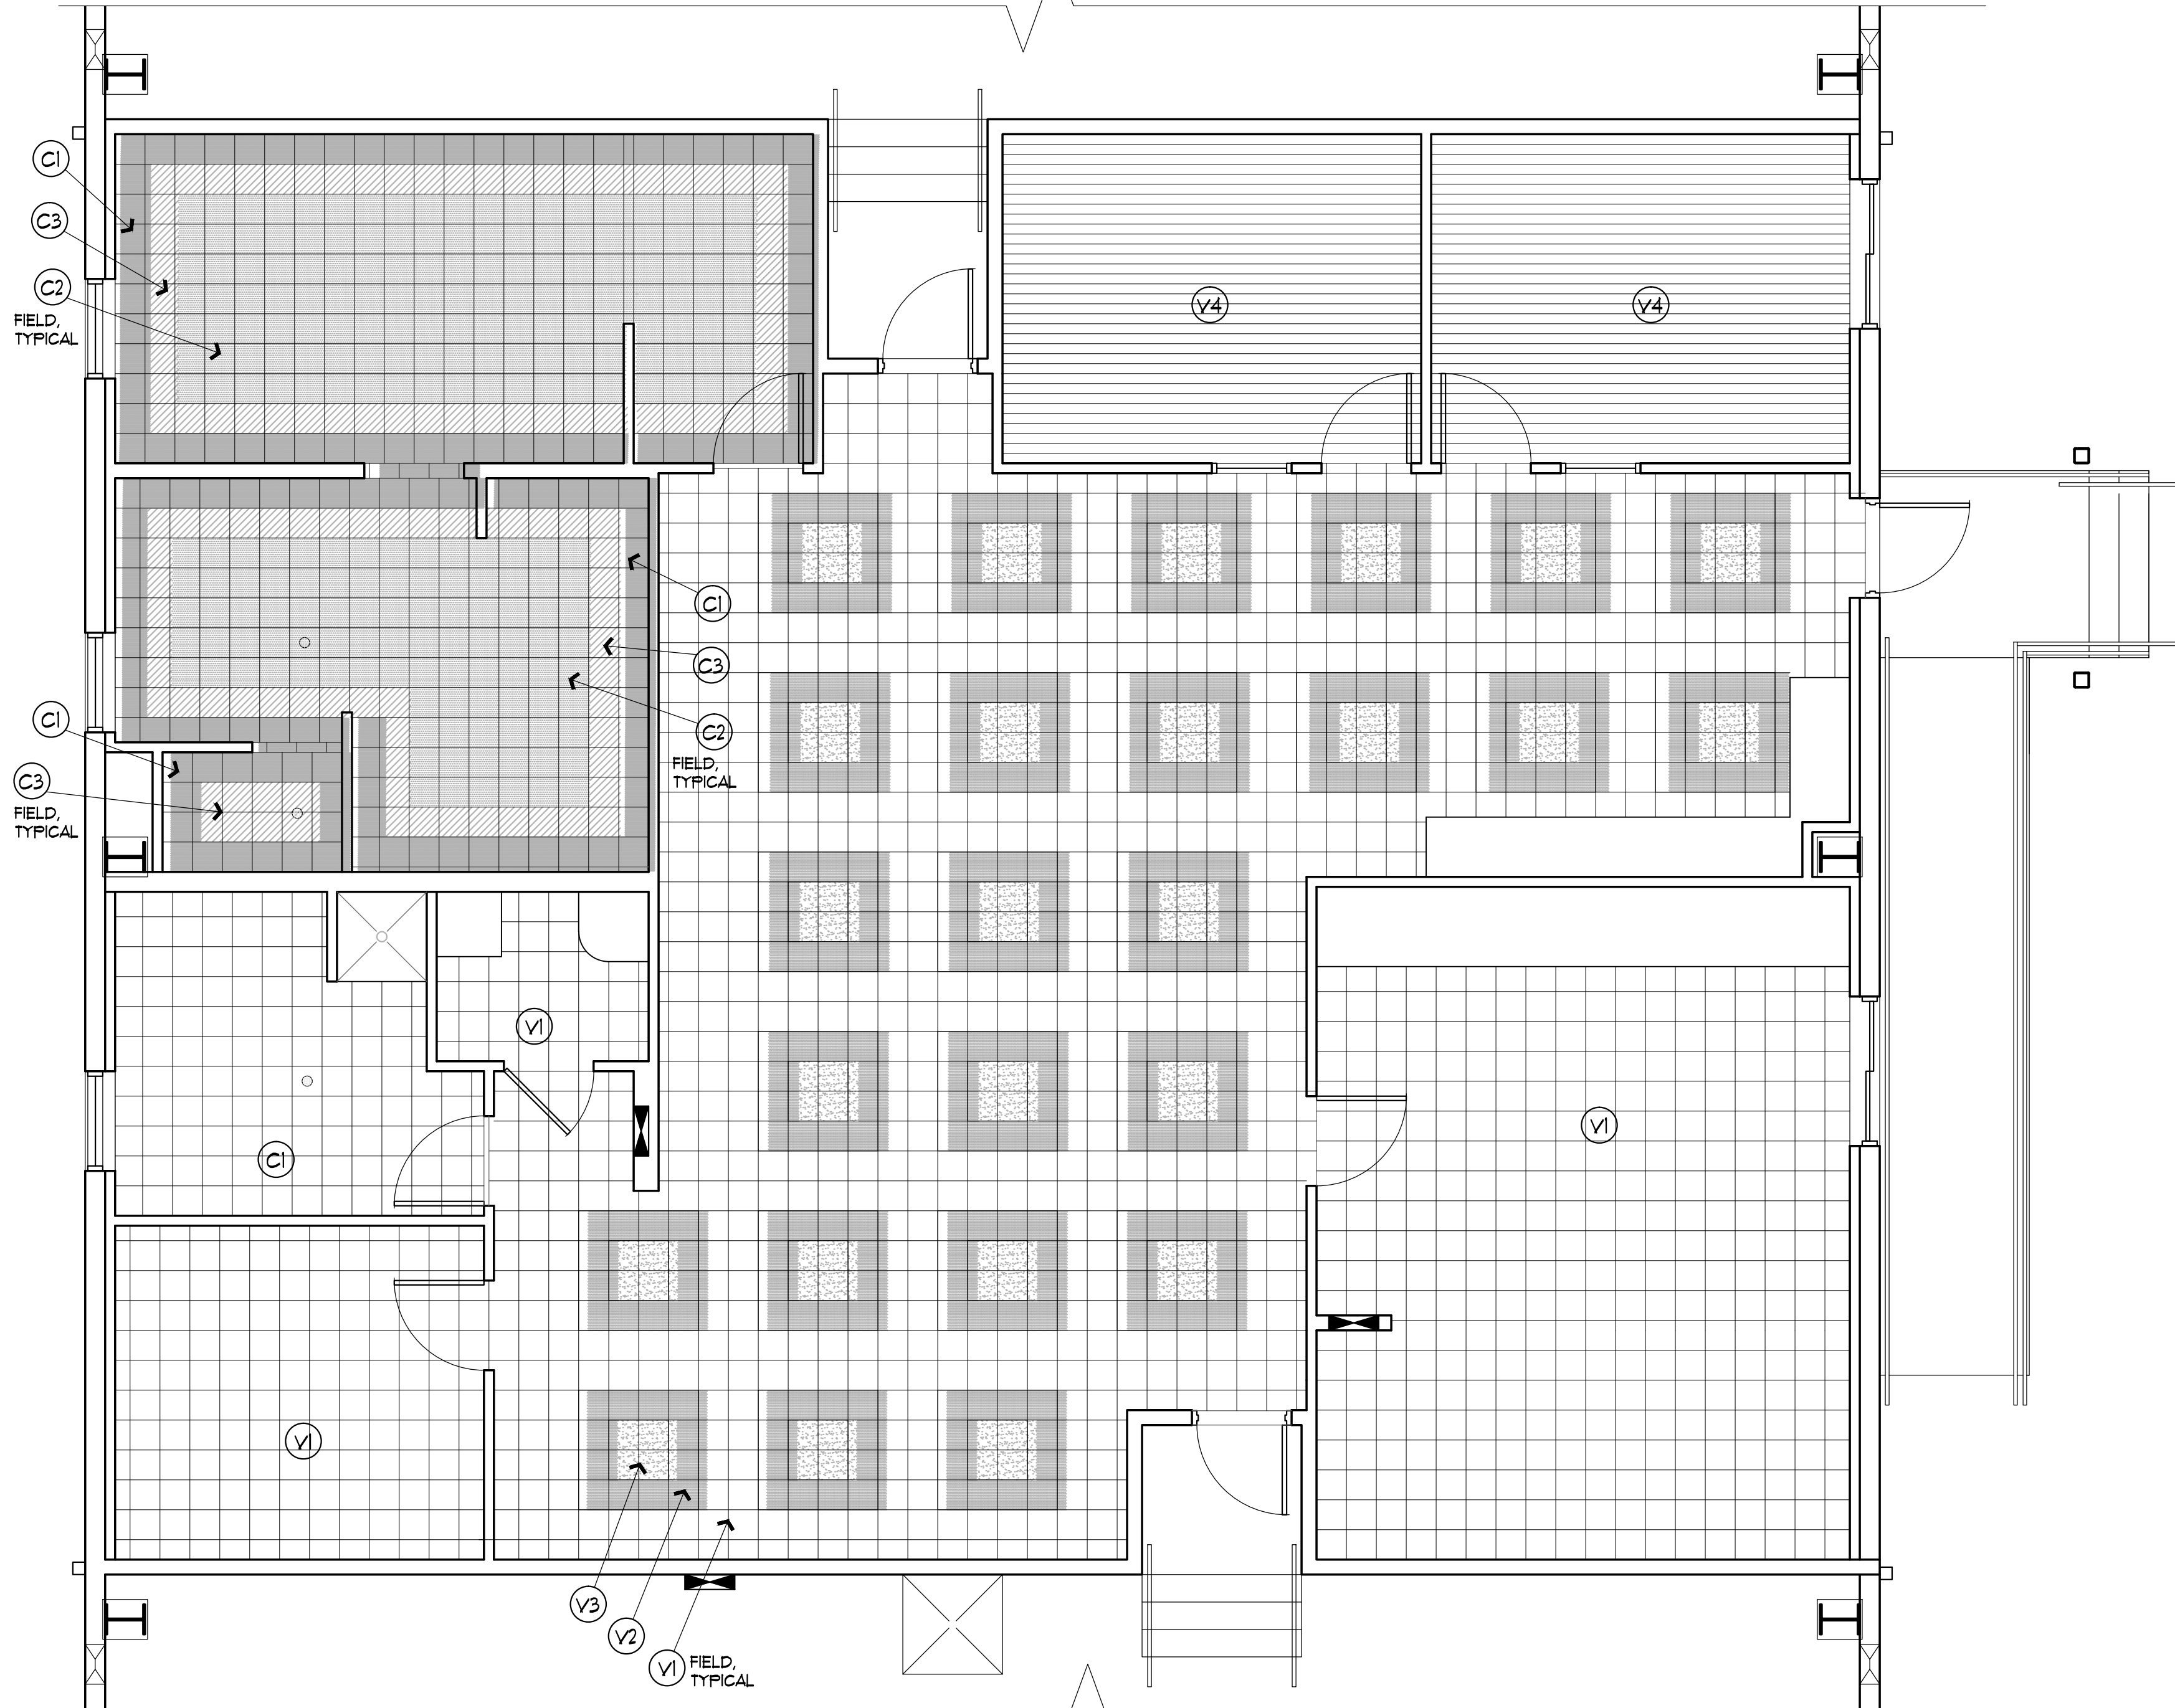 C1
C3
C2
FIELD,
TYPICAL
V4
V4
C1
C3
C2
FIELD,
TYPICAL
C1
C3
FIELD,
TYPICAL
V1
C1
V1
V1
V3
V2
V1 FIELD,
TYPICAL